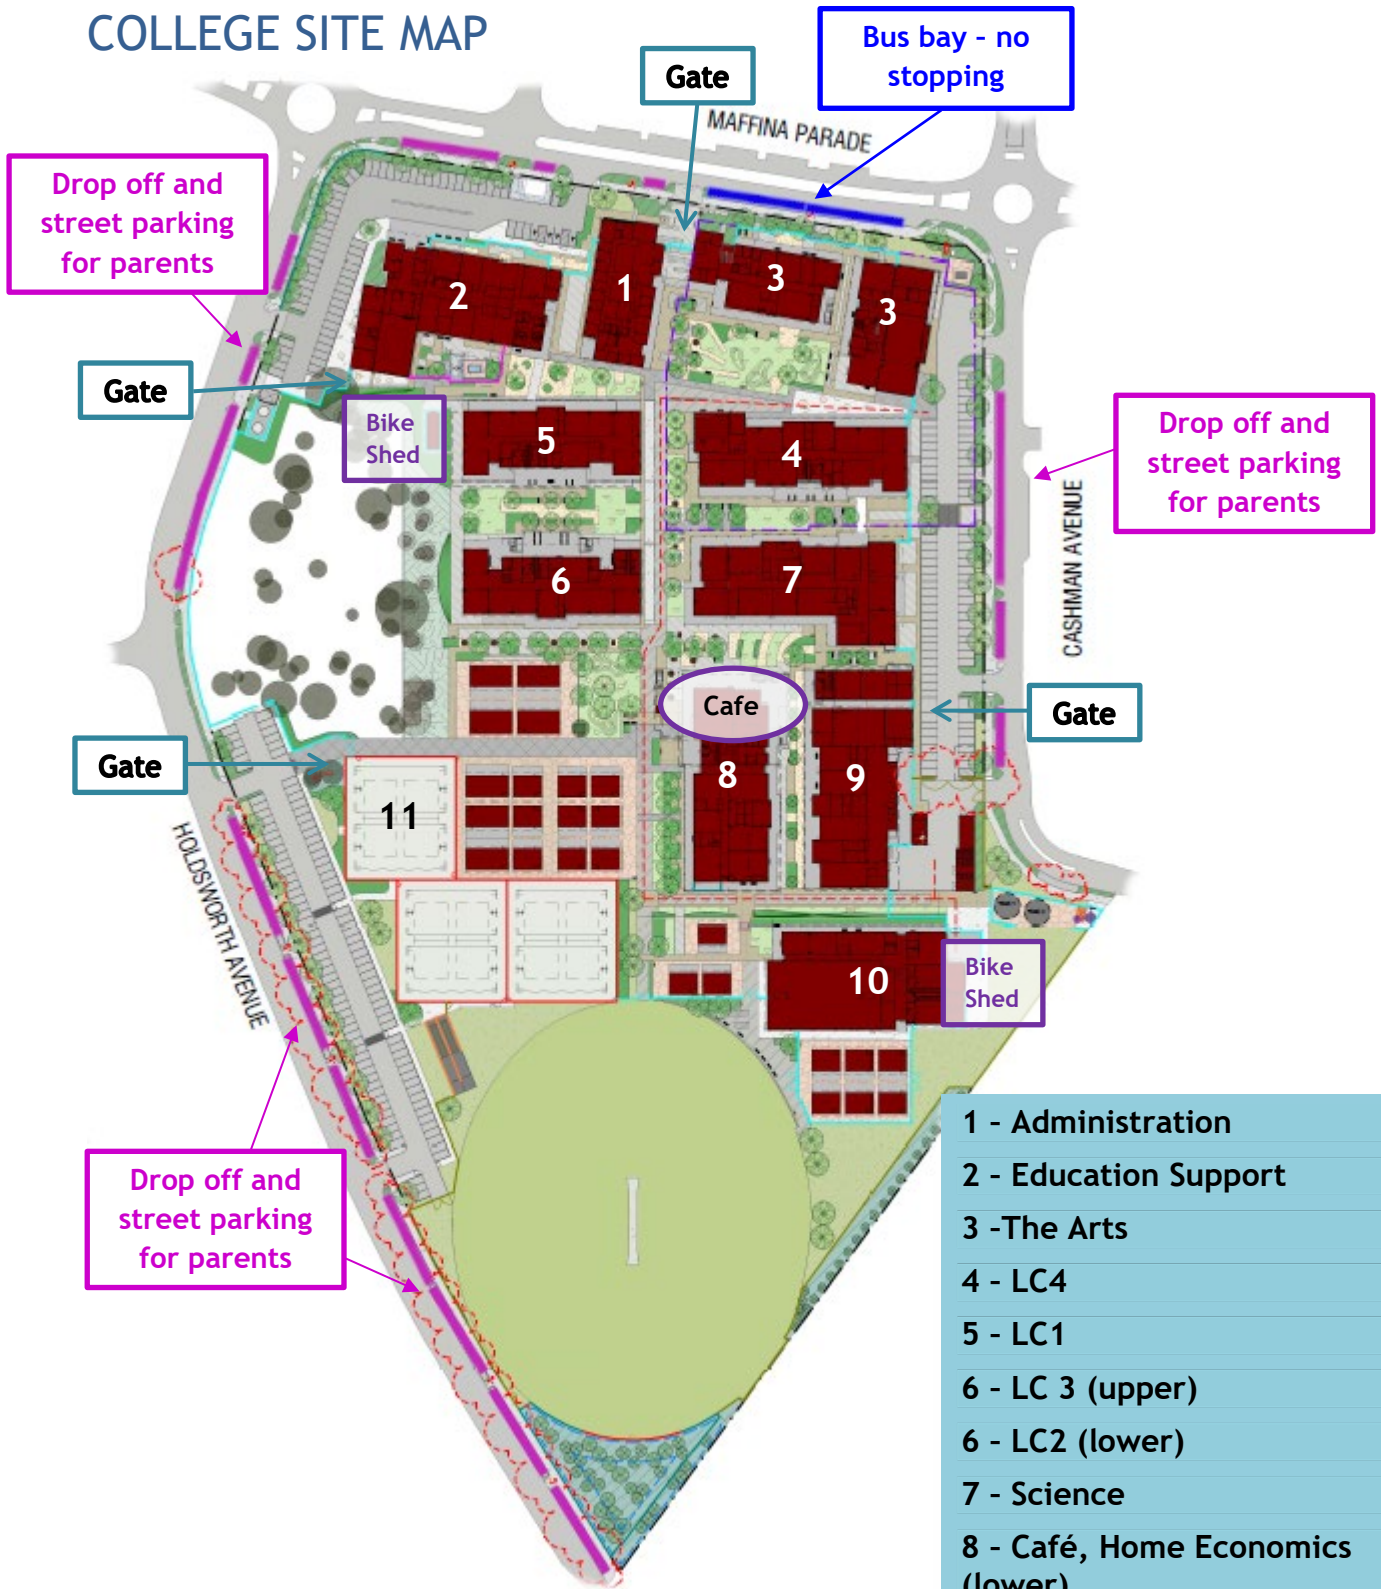 COLLEGE SITE MAP
Bus bay - no
stopping
Gate
MAFFINA PARADE
Drop off and
street parking
for parents
1
2
3
3
Gate
Bike
Shed
5
4
Drop off and
street parking
for parents
CASHMAN AVENUE
6
7
Cafe
Gate
Gate
8
9
11
HOLDSWORTH AVENUE
10
Bike
Shed
Drop off and
street parking
for parents
1 - Administration
2 - Education Support
3 -The Arts
4 - LC4
5 - LC1
6 - LC 3 (upper)
6 - LC2 (lower)
7 - Science
8 - Café, Home Economics
(lower)